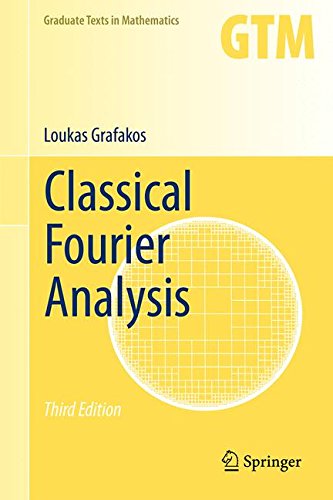 Graduate Texts in Mathematics
GTM
Loukas Grafakos
Classical
Fourier
Analysis
Third Edition
Springer